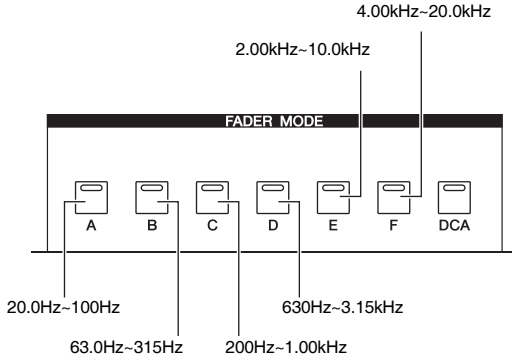 4.00kHz~20.0kHz
2.00kHz~10.0kHz
FADER MODE
A B C D E F DCA
20.0Hz~100Hz 630Hz~3.15kHz
63.0Hz~315Hz 200Hz~1.00kHz